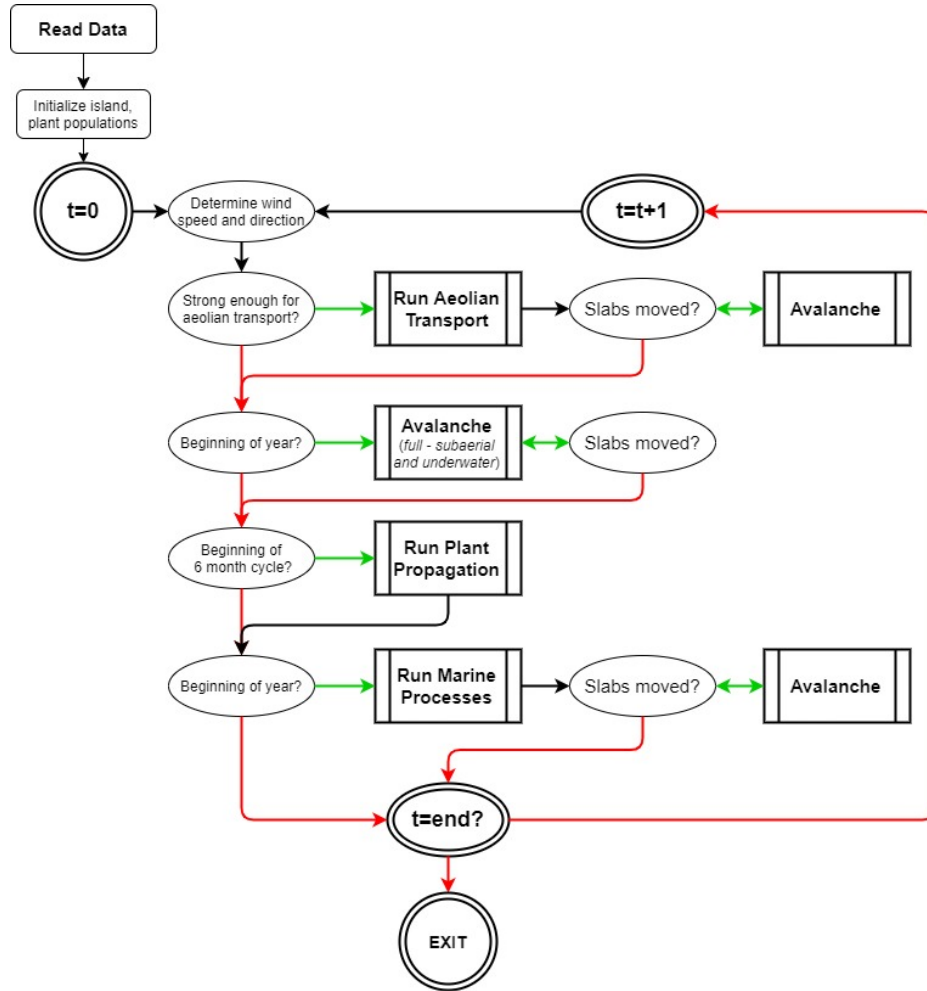 Read Data
Initialize island,
plant populations
t=0
Determine wind
speed and direction
t=t+1
Strong enough for
aeolian transport?
Run Aeolian
Transport
Slabs moved?
Avalanche
Beginning of year?
Avalanche
(full - subaerial
and underwater)
Slabs moved?
Beginning of
6 month cycle?
Run Plant
Propagation
Beginning of year?
Run Marine
Processes
Slabs moved?
Avalanche
t=end?
EXIT